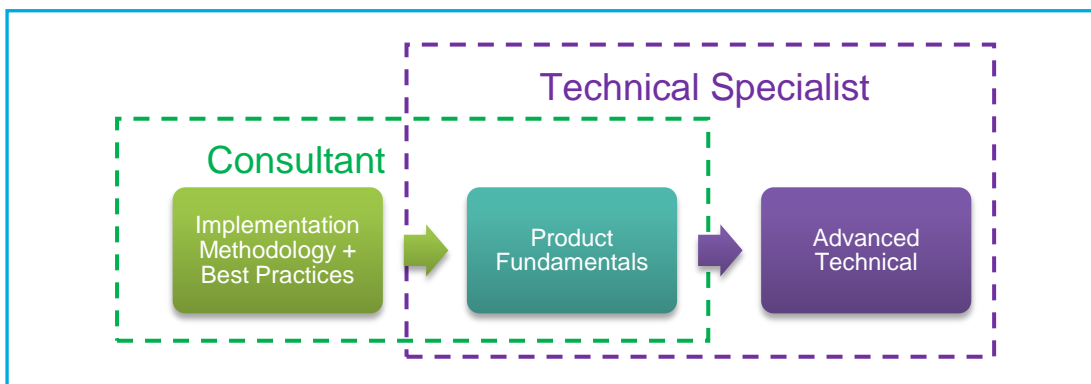 Technical Specialist
Consultant
Implementation
Methodology +
Best Practices
Product
Fundamentals
Advanced
Technical